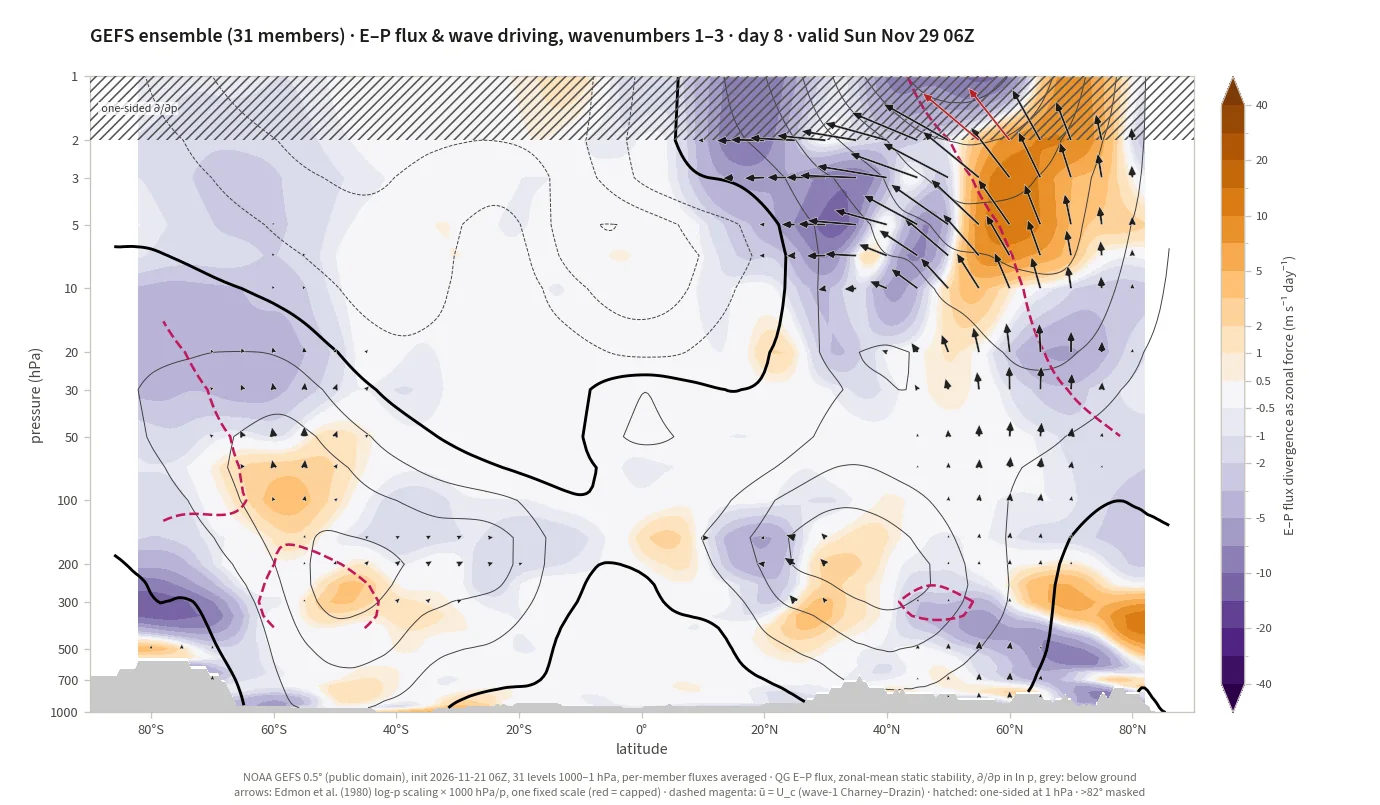 GEFS ensemble (31 members) · E–P flux & wave driving, wavenumbers 1–3 · day 8 · valid Sun Nov 29 06Z
one-sided ∂/∂p
1
2
3
5
10
20
30
50
100
200
300
500
700
1000
pressure (hPa)
80°S
60°S
40°S
20°S
0°
20°N
40°N
60°N
80°N
latitude
40
20
10
5
2
1
0.5
-0.5
-1
-2
-5
-10
-20
-40
E–P flux divergence as zonal force (m s⁻¹ day⁻¹)
NOAA GEFS 0.5° (public domain), init 2026-11-21 06Z, 31 levels 1000–1 hPa, per-member fluxes averaged · QG E–P flux, zonal-mean static stability, ∂/∂p in ln p, grey: below ground
arrows: Edmon et al. (1980) log-p scaling × 1000 hPa/p, one fixed scale (red = capped) · dashed magenta: ū = U_c (wave-1 Charney–Drazin) · hatched: one-sided at 1 hPa · >82° masked